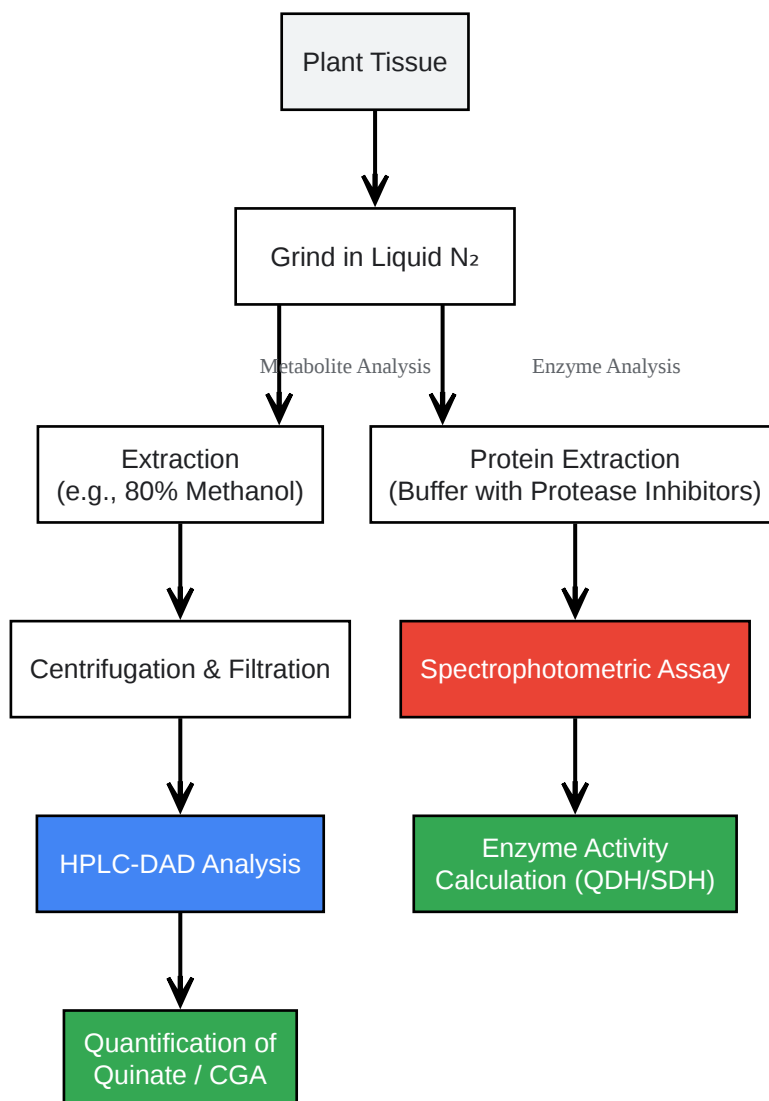 Plant Tissue
Grind in Liquid N₂
Metabolite Analysis
Enzyme Analysis
Extraction
(e.g., 80% Methanol)
Protein Extraction
(Buffer with Protease Inhibitors)
Centrifugation & Filtration
Spectrophotometric Assay
HPLC-DAD Analysis
Enzyme Activity
Calculation (QDH/SDH)
Quantification of
Quinate / CGA